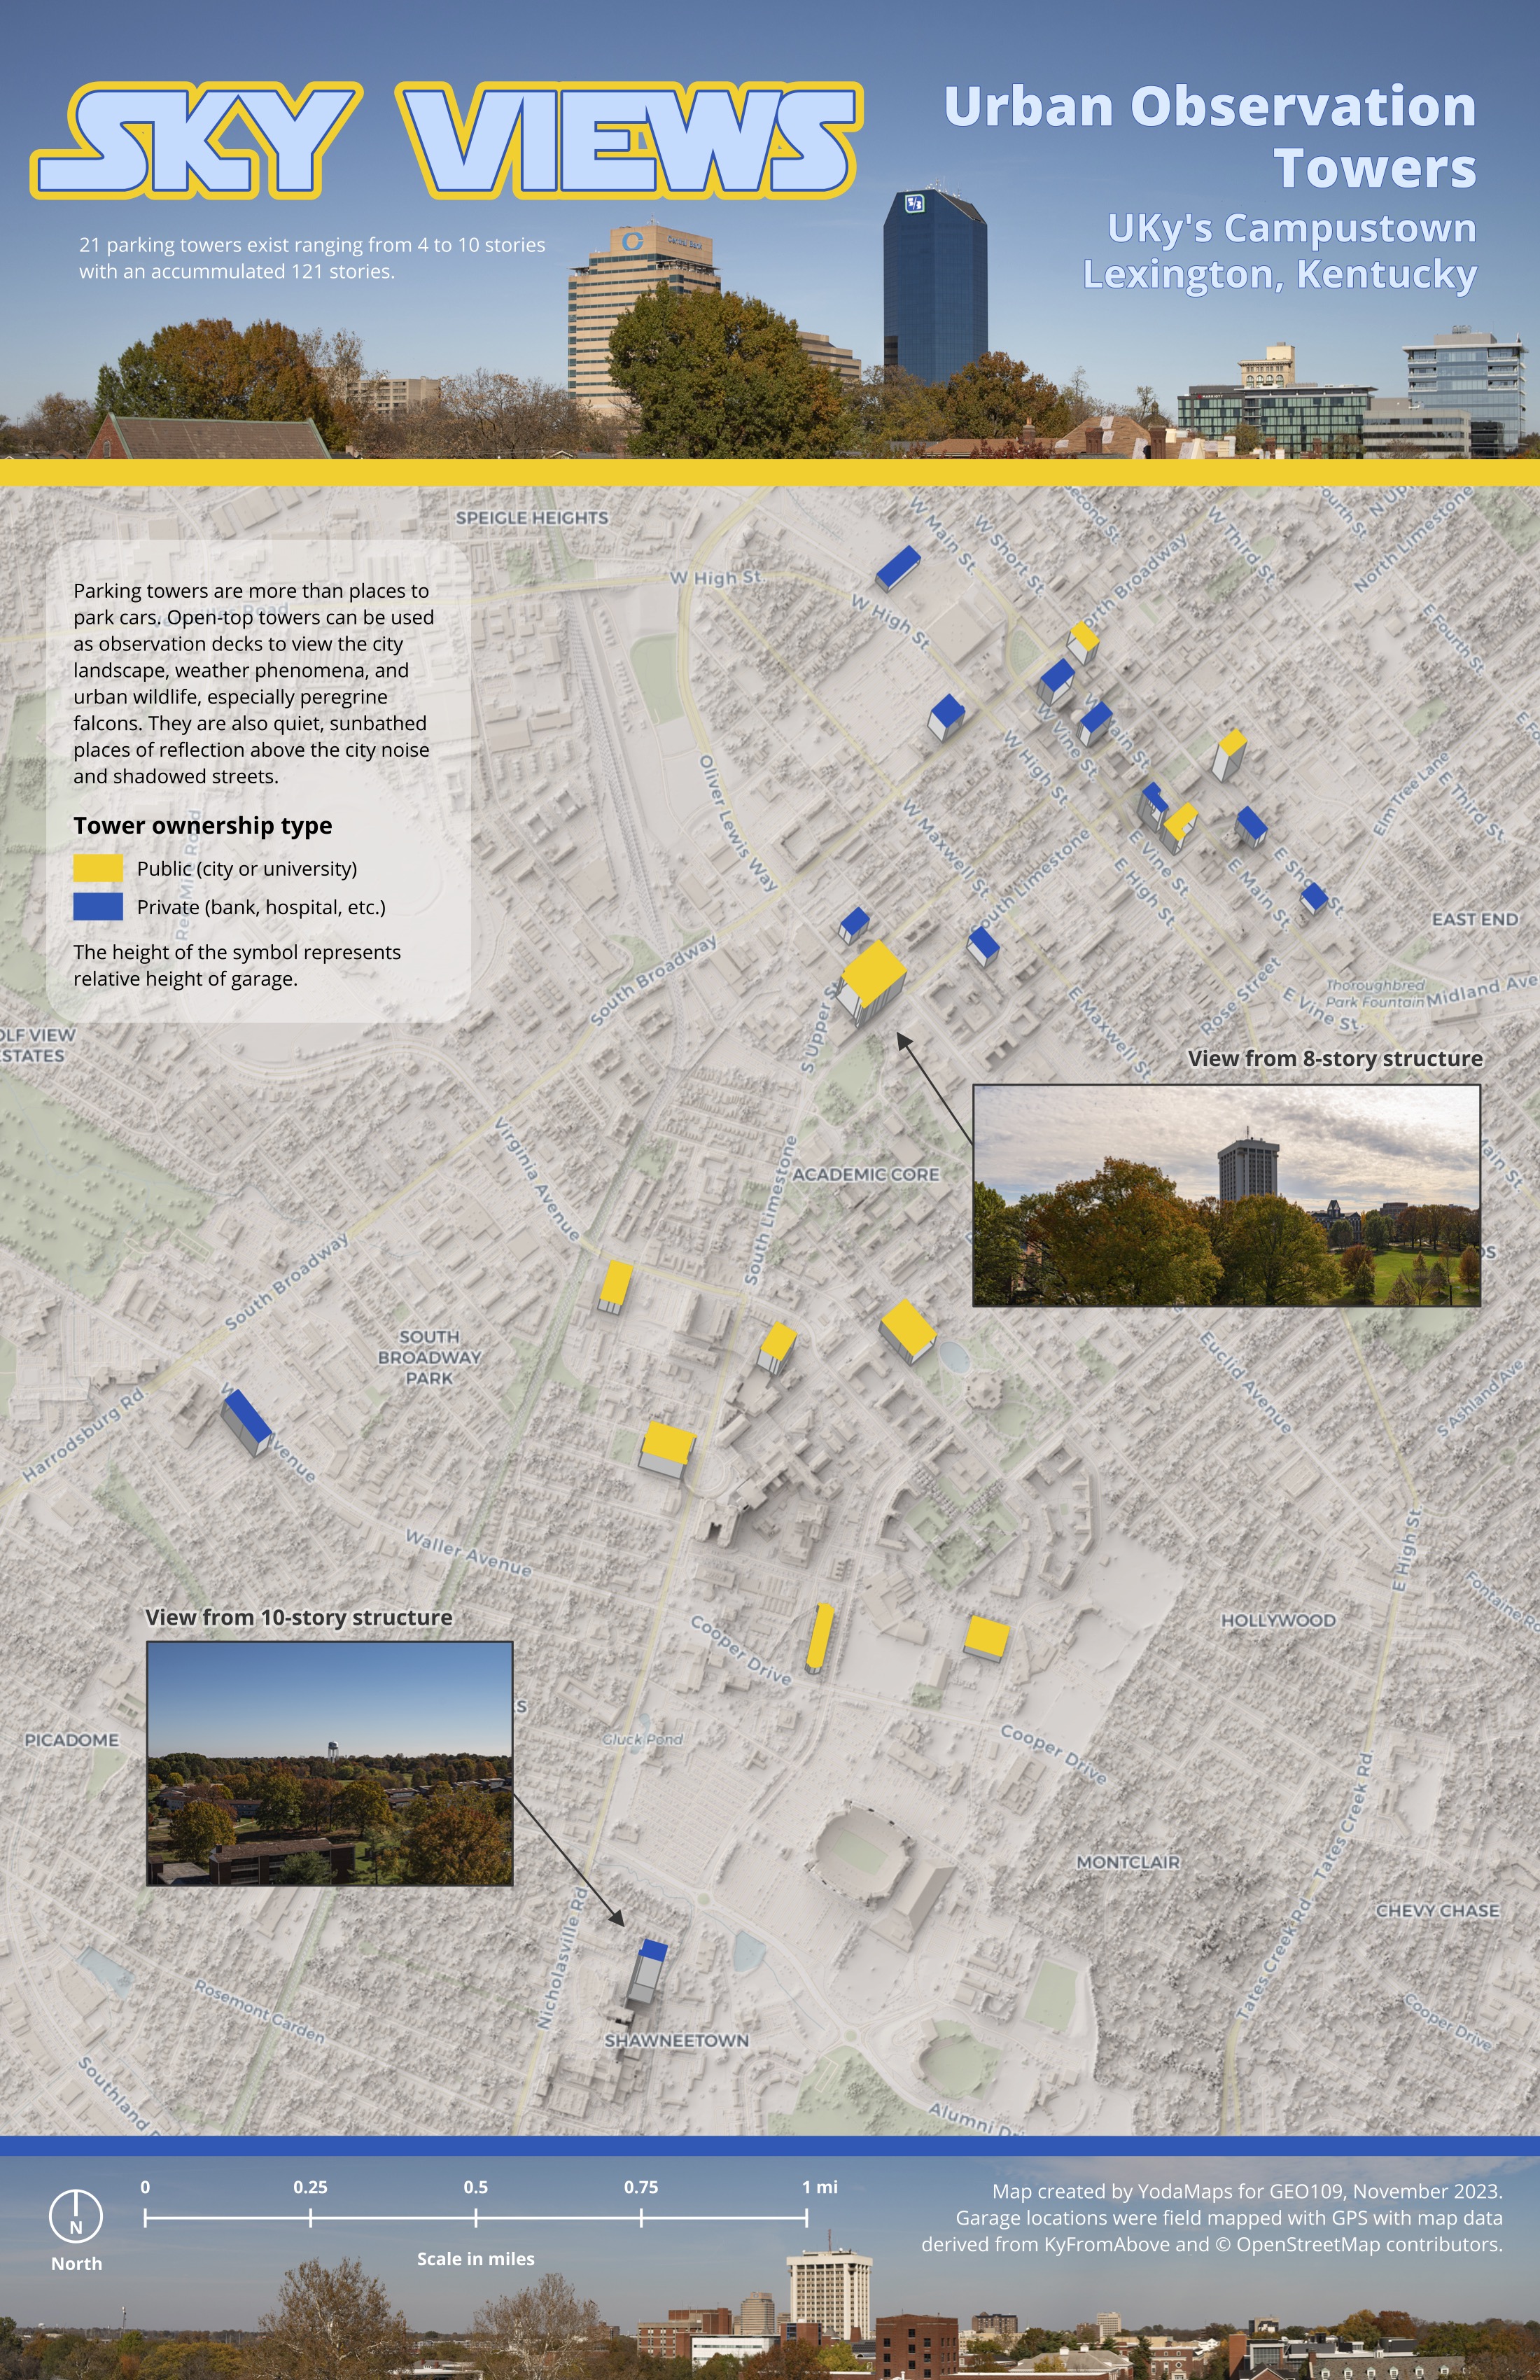 SKY VIEWS
Urban Observation
Towers
UKy's Campustown
Lexington, Kentucky
21 parking towers exist ranging from 4 to 10 stories
with an accummulated 121 stories.
Central Bank
MARRIOTT
SPEIGLE HEIGHTS
W High St.
W Main St.
W Short St
Second St.
North Broadway
W Third St.
Fourth St.
N Up
North Limestone
E Fourth St.
W High St
Parking towers are more than places to
park cars. Open-top towers can be used
as observation decks to view the city
landscape, weather phenomena, and
urban wildlife, especially peregrine
falcons. They are also quiet, sunbathed
places of reflection above the city noise
and shadowed streets.
Tower ownership type
Public (city or university)
Private (bank, hospital, etc.)
The height of the symbol represents
relative height of garage.
Red Mile Road
Oliver Lewis Way
W Main St
W Vine St
W High St
W Maxwell St
South Limestone
E Vine St
E High St
E Main St.
E Short St.
Elm Tree Lane
E Third St.
EAST END
Thoroughbred
Park Fountain
Midland Ave
Rose Street
E Vine St.
E Maxwell St
South Broadway
S Upper St
OLF VIEW
ESTATES
View from 8-story structure
Main St
Virginia Avenue
ACADEMIC CORE
South Limestone
South Broadway
SOUTH
BROADWAY
PARK
Harrodsburg Rd.
W
venue
Euclid Avenue
S Ashland Ave
Waller Avenue
E High St
Fontaine Ro
HOLLYWOOD
View from 10-story structure
Cooper Drive
Cooper Drive
PICADOME
Gluck Pond
MONTCLAIR
Tates Creek Rd.
CHEVY CHASE
Tates Creek Rd
Nicholasville Rd
Rosemont Garden
SHAWNEETOWN
Cooper Drive
Southland
Alumni Dr
N
North
0 0.25 0.5 0.75 1 mi
Scale in miles
Map created by YodaMaps for GEO109, November 2023.
Garage locations were field mapped with GPS with map data
derived from KyFromAbove and © OpenStreetMap contributors.